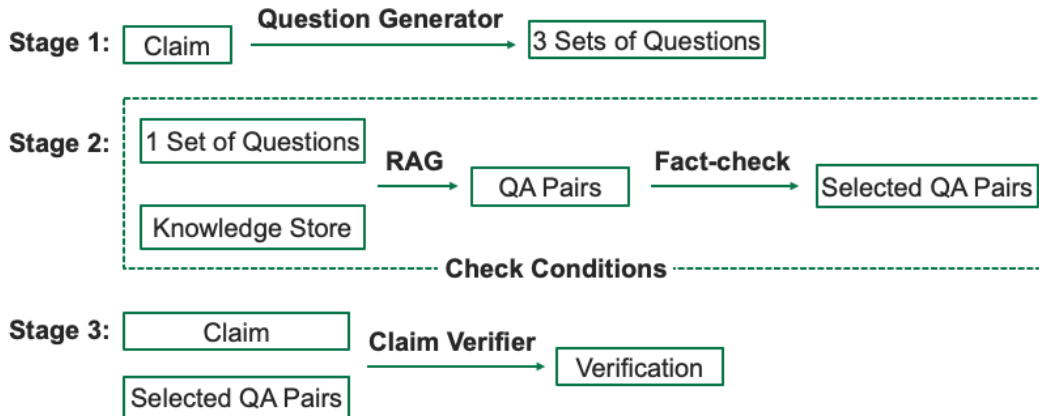 Question Generator
Stage 1: Claim 3 Sets of Questions
Stage 2: 1 Set of Questions
RAG Fact-check
QA Pairs Selected QA Pairs
Knowledge Store
Check Conditions
Stage 3: Claim
Claim Verifier
Verification
Selected QA Pairs